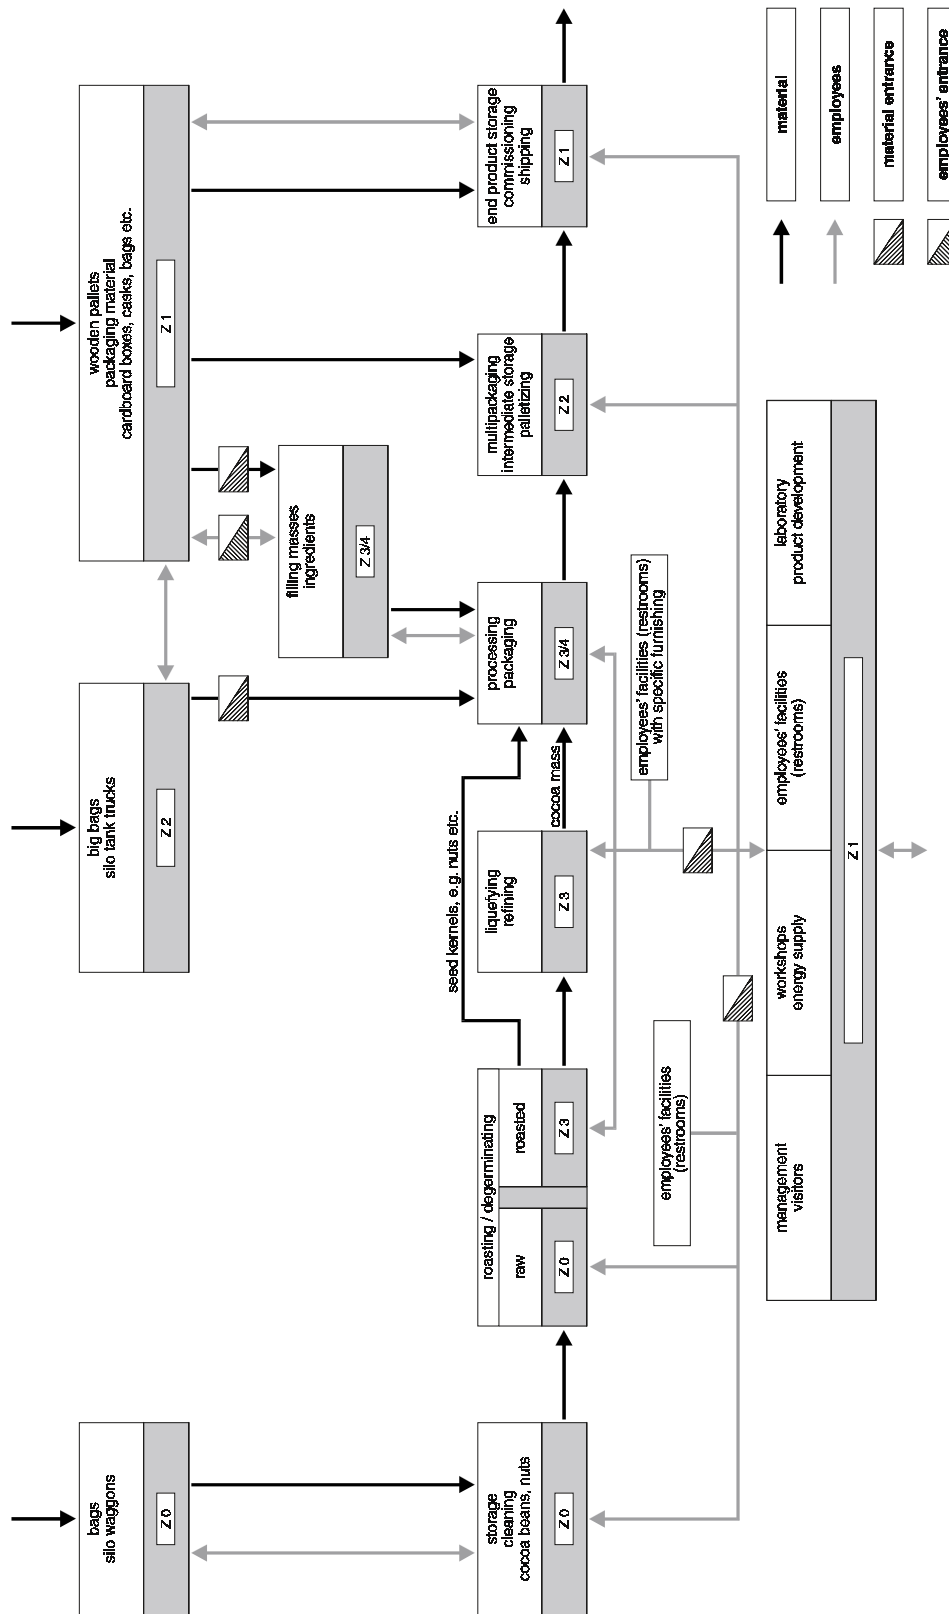 bags
silo waggons
Z 0
big bags
silo tank trucks
Z 2
wooden pallets
packaging material
cardboard boxes, casks, bags etc.
Z 1
filling masses
ingredients
Z 3/4
storage
cleaning
cocoa beans, nuts
Z 0
roasting / degerminating
raw
Z 0
roasted
Z 3
seed kernels, e.g. nuts etc.
liquefying
refining
Z 3
cocoa mass
processing
packaging
Z 3/4
multipackaging
intermediate storage
palletizing
Z 2
end product storage
commissioning
shipping
Z 1
employees' facilities
(restrooms)
employees' facilities (restrooms)
with specific furnishing
management
visitors
workshops
energy supply
employees' facilities
(restrooms)
laboratory
product development
Z 1
material
employees
material entrance
employees' entrance